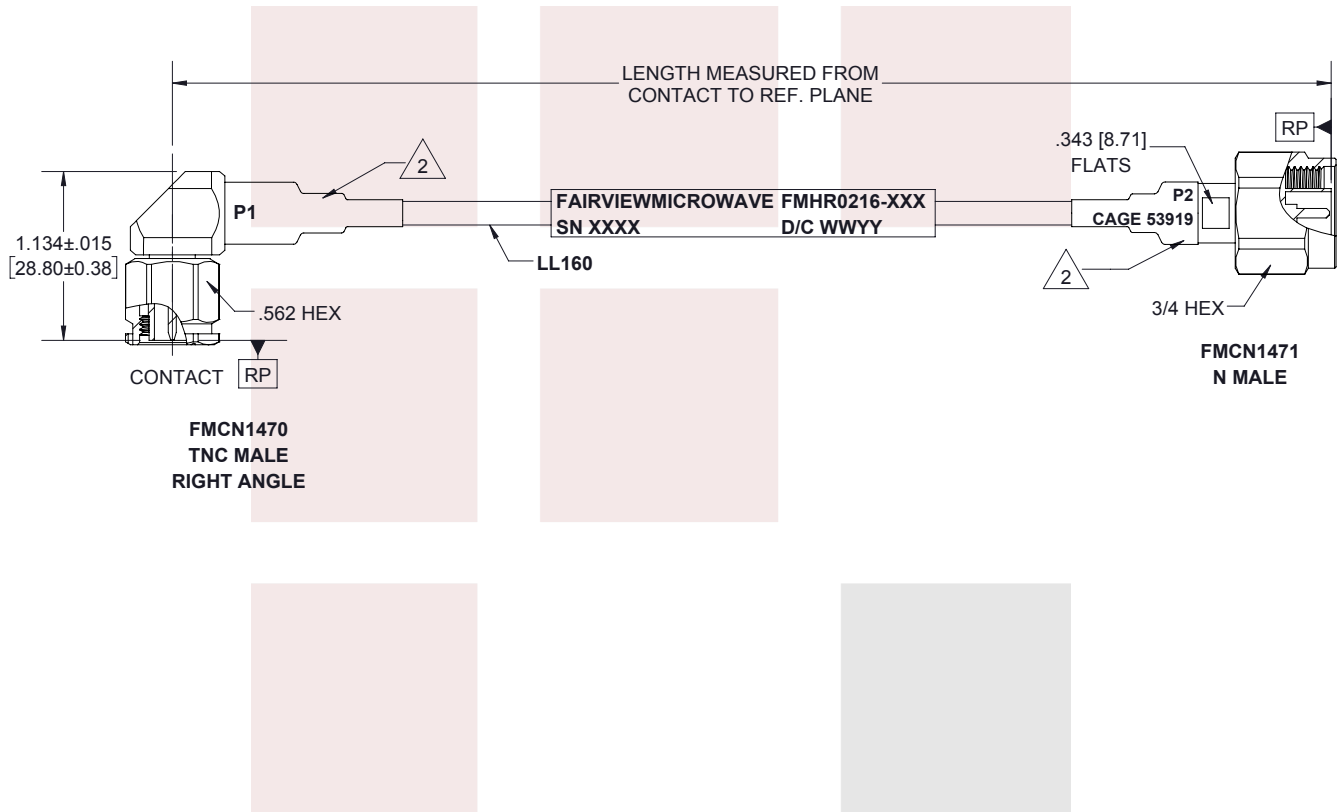 LENGTH MEASURED FROM
CONTACT TO REF. PLANE
RP
.343 [8.71]
FLATS
2
P1
FAIRVIEWMICROWAVE FMHR0216-XXX
SN XXXX D/C WWYY
P2
CAGE 53919
1.134±.015
[28.80±0.38]
LL160
2
.562 HEX
3/4 HEX
CONTACT
RP
FMCN1471
N MALE
FMCN1470
TNC MALE
RIGHT ANGLE